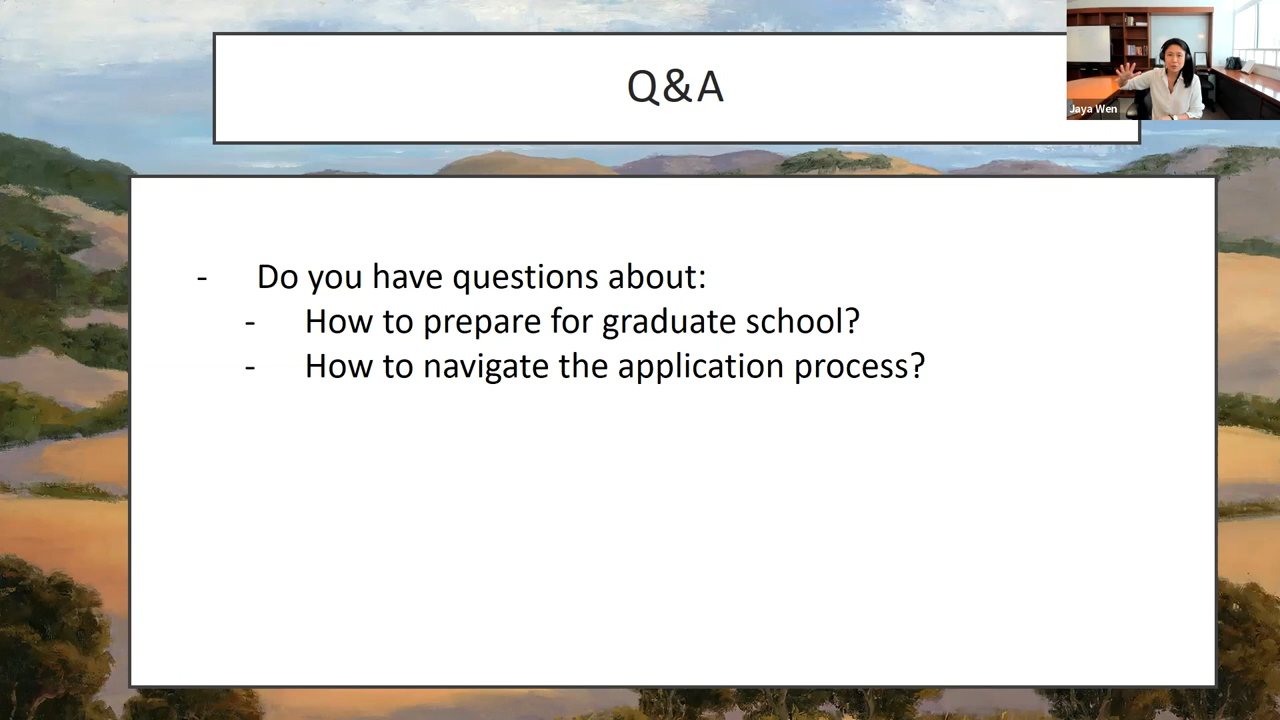 Q&A
Jaya Wen
- Do you have questions about:
- How to prepare for graduate school?
- How to navigate the application process?